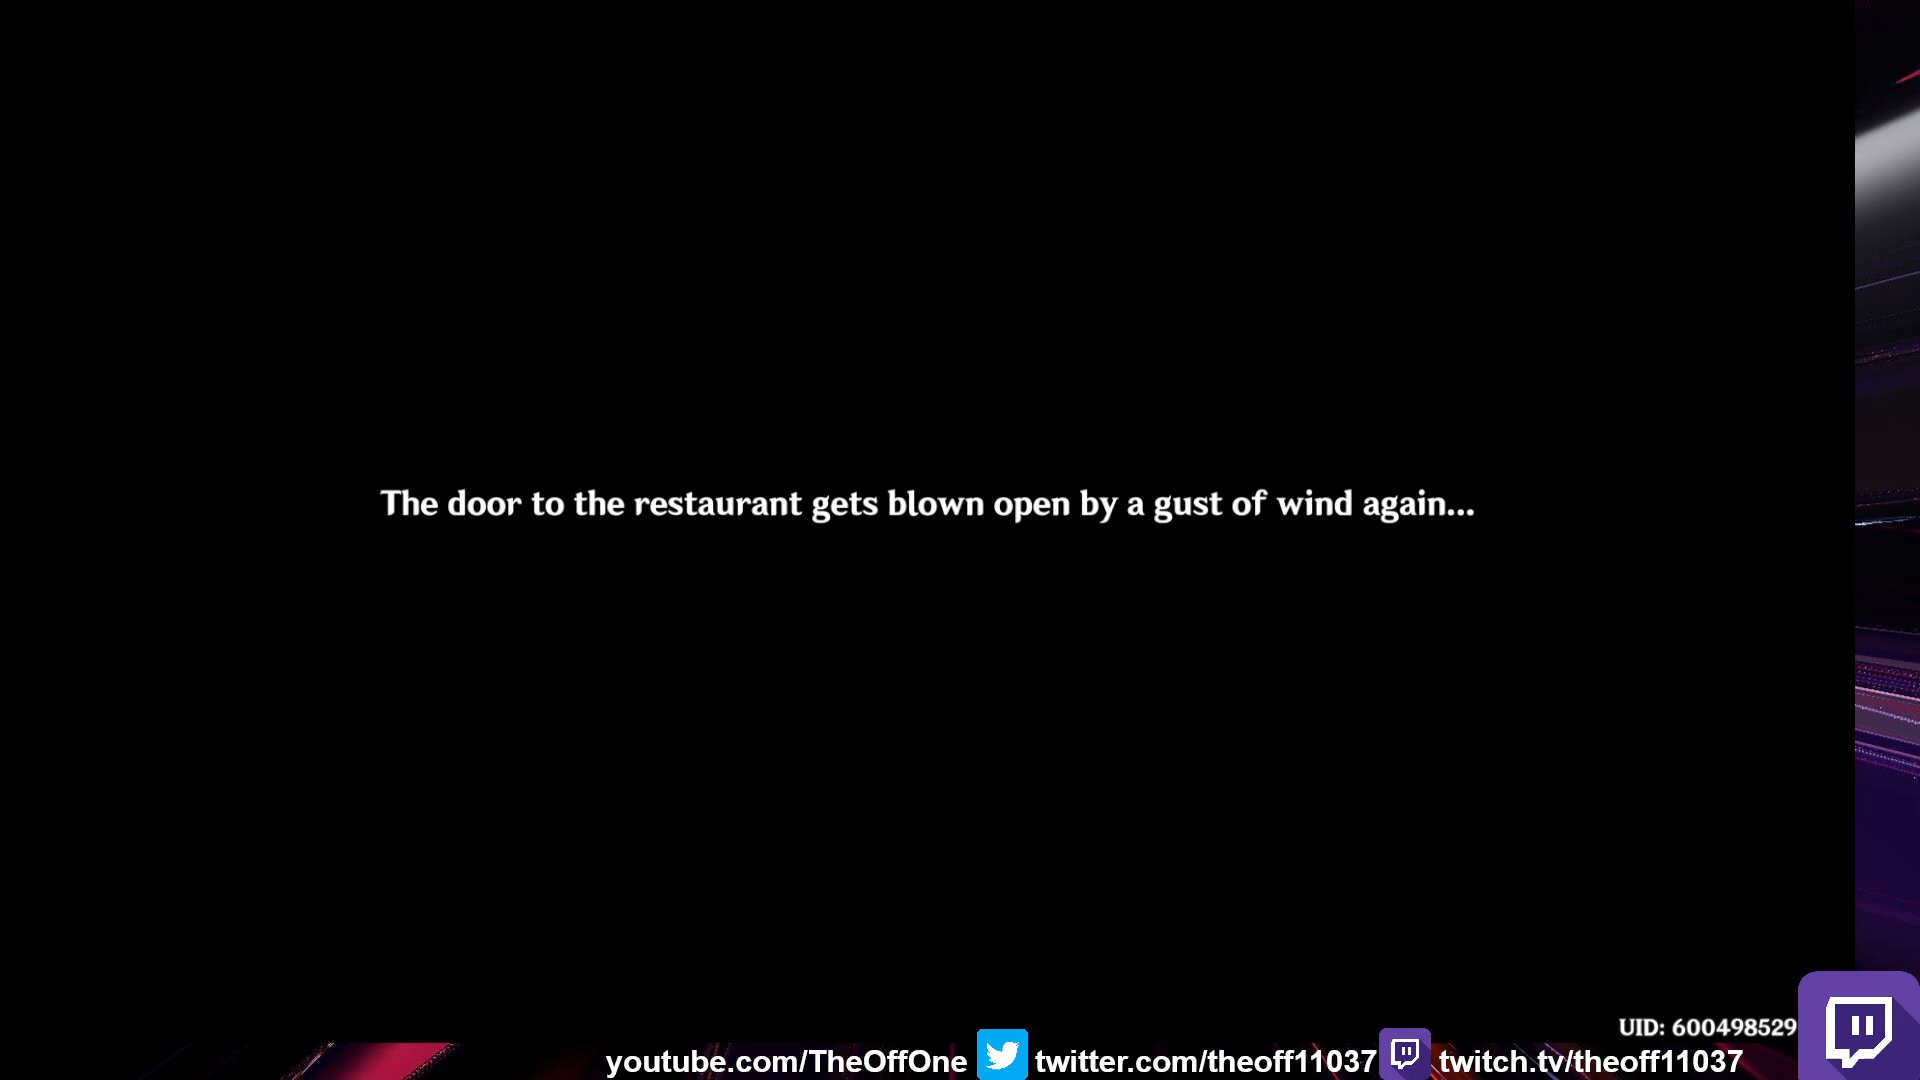 The door to the restaurant gets blown open by a gust of wind again...
UID: 600498529
youtube.com/TheOffOne twitter.com/theoff11037 twitch.tv/theoff11037